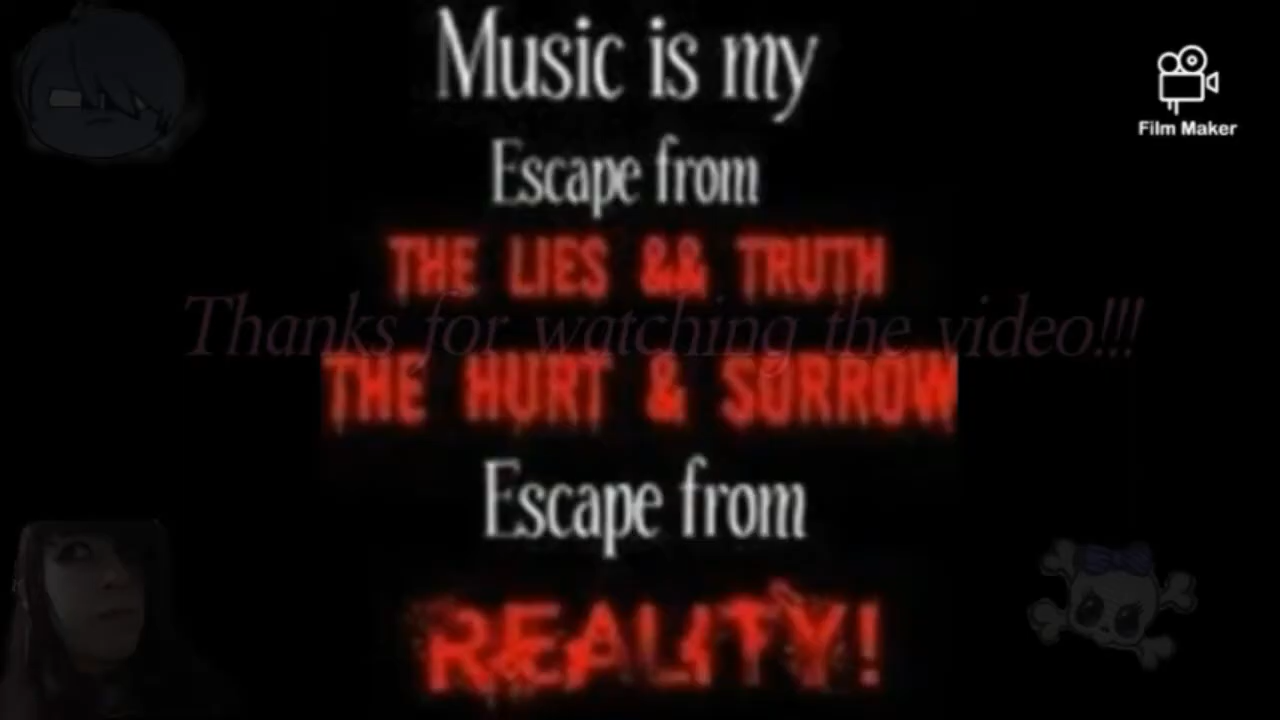 Music is my
Film Maker
Escape from
THE LIES && TRUTH
Thanks for watching the video!!!
THE HURT & SORROW
Escape from
REALITY!